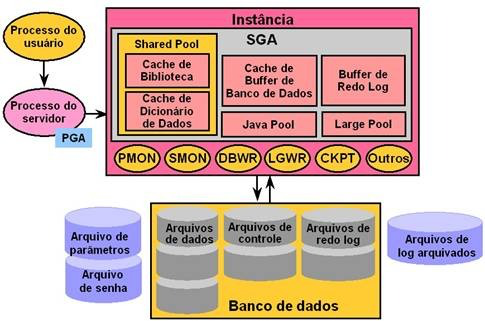 Processo do
usuário
Processo do
servidor
PGA
Instância
SGA
Shared Pool
Cache de
Biblioteca
Cache de
Dicionário
de Dados
Cache de
Buffer de
Banco de Dados
Buffer de
Redo Log
Java Pool
Large Pool
PMON
SMON
DBWR
LGWR
CKPT
Outros
Arquivo de
parâmetros
Arquivo
de senha
Arquivos
de dados
Arquivos de
controle
Arquivos de
redo log
Banco de dados
Arquivos de
log arquivados